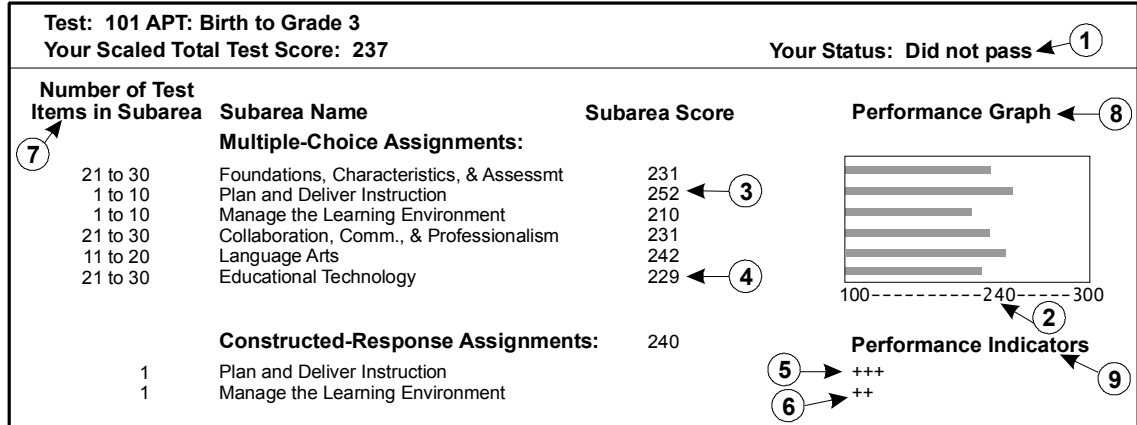 Test: 101 APT: Birth to Grade 3
Your Scaled Total Test Score: 237 Your Status: Did not pass 1
Number of Test
Items in Subarea Subarea Name Subarea Score Performance Graph 8
7 Multiple-Choice Assignments:
21 to 30 Foundations, Characteristics, & Assessmt 231
1 to 10 Plan and Deliver Instruction 252 3
1 to 10 Manage the Learning Environment 210
21 to 30 Collaboration, Comm., & Professionalism 231
11 to 20 Language Arts 242
21 to 30 Educational Technology 229 4
100-------------240------300
2
Constructed-Response Assignments: 240 Performance Indicators
1 Plan and Deliver Instruction 5 +++ 9
1 Manage the Learning Environment 6 ++